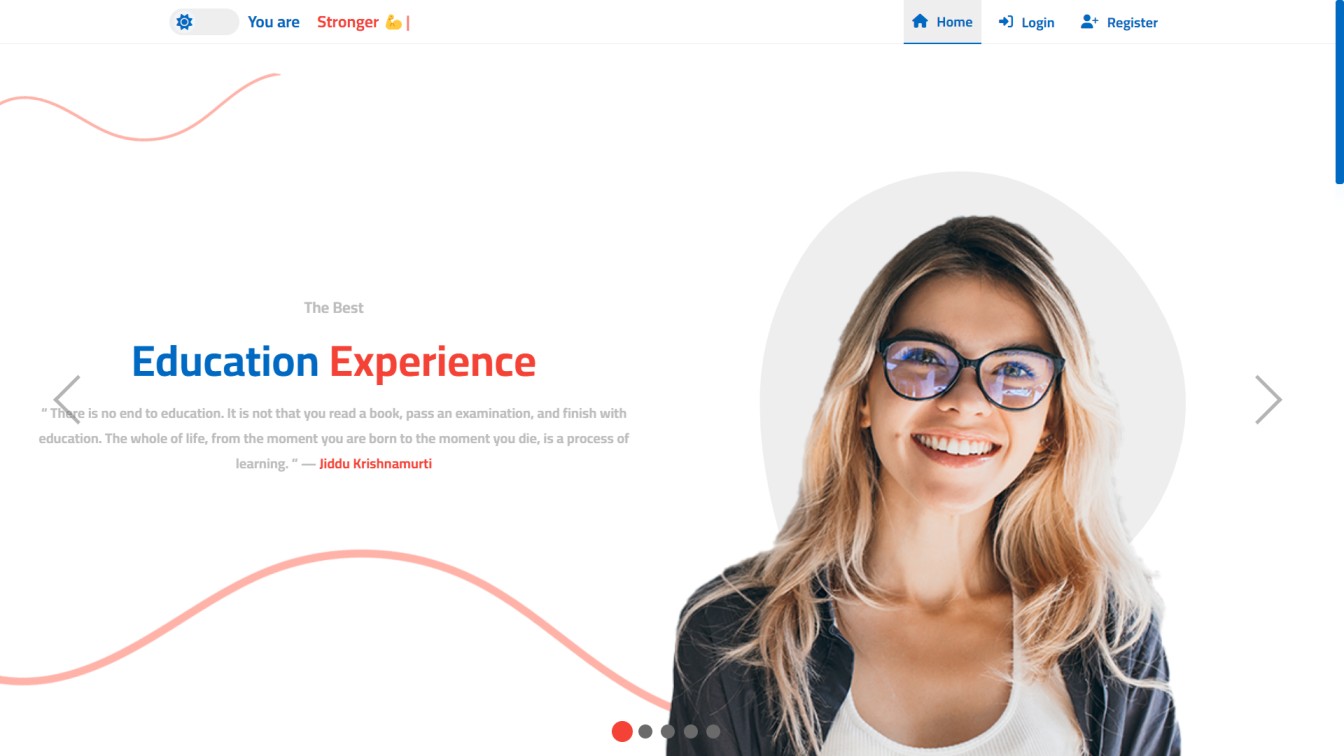 You are Stronger 💪 |
Home
Login
Register
The Best
Education Experience
“ There is no end to education. It is not that you read a book, pass an examination, and finish with
education. The whole of life, from the moment you are born to the moment you die, is a process of
learning. ” — Jiddu Krishnamurti